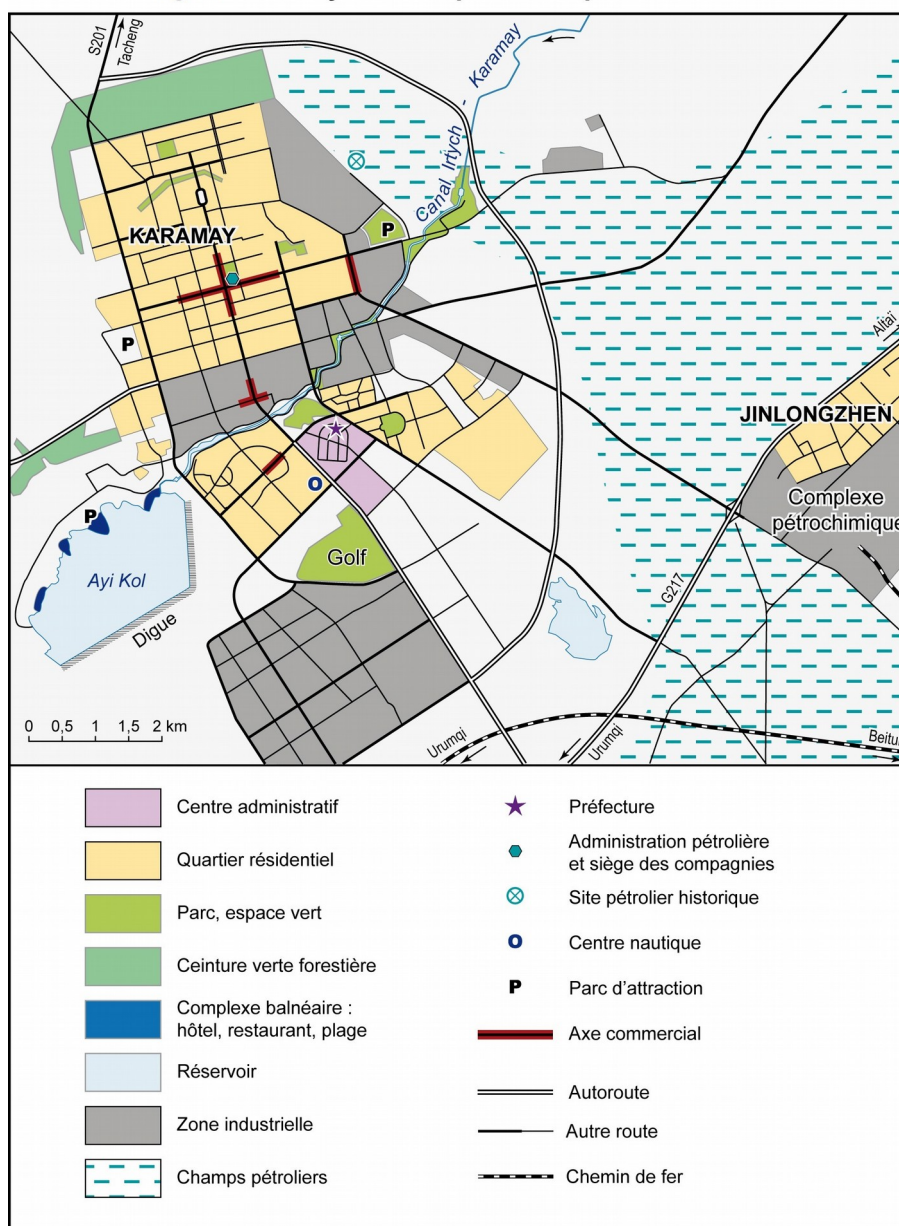 S201
Tacheng
Canal Irtych - Karamay
P
KARAMAY
P
Altaï
JINLONGZHEN
Complexe
pétrochimique
O
P
Golf
Ayi Kol
Digue
G217
0 0,5 1 1,5 2 km
Urumqi
Urumqi
Centre administratif
Quartier résidentiel
Parc, espace vert
Ceinture verte forestière
Complexe balnéaire :
hôtel, restaurant, plage
Réservoir
Zone industrielle
Champs pétroliers
Préfecture
Administration pétrolière
et siège des compagnies
Site pétrolier historique
O
Centre nautique
P
Parc d'attraction
Axe commercial
Autoroute
Autre route
Chemin de fer